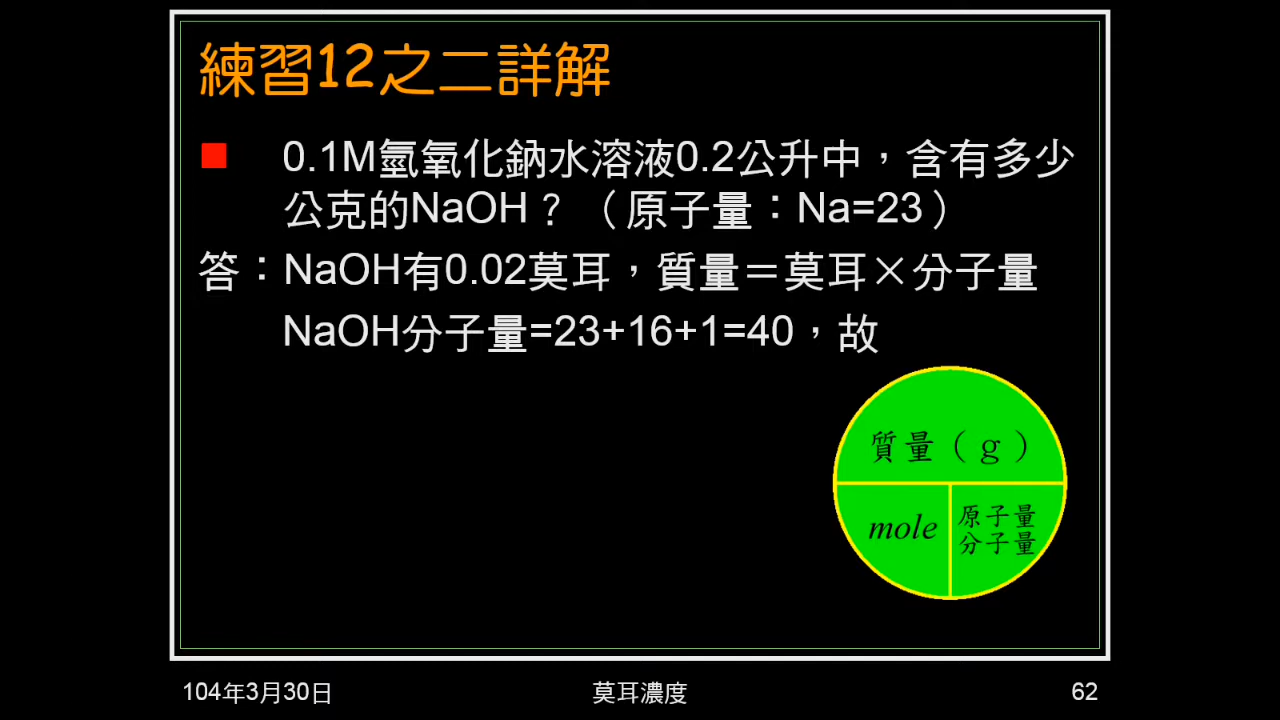 練習12之二詳解
0.1M氫氧化鈉水溶液0.2公升中，含有多少
公克的NaOH？（原子量：Na=23）
答：NaOH有0.02莫耳，質量＝莫耳×分子量
NaOH分子量=23+16+1=40，故
質量（g）
mole
原子量
分子量
104年3月30日
莫耳濃度
62